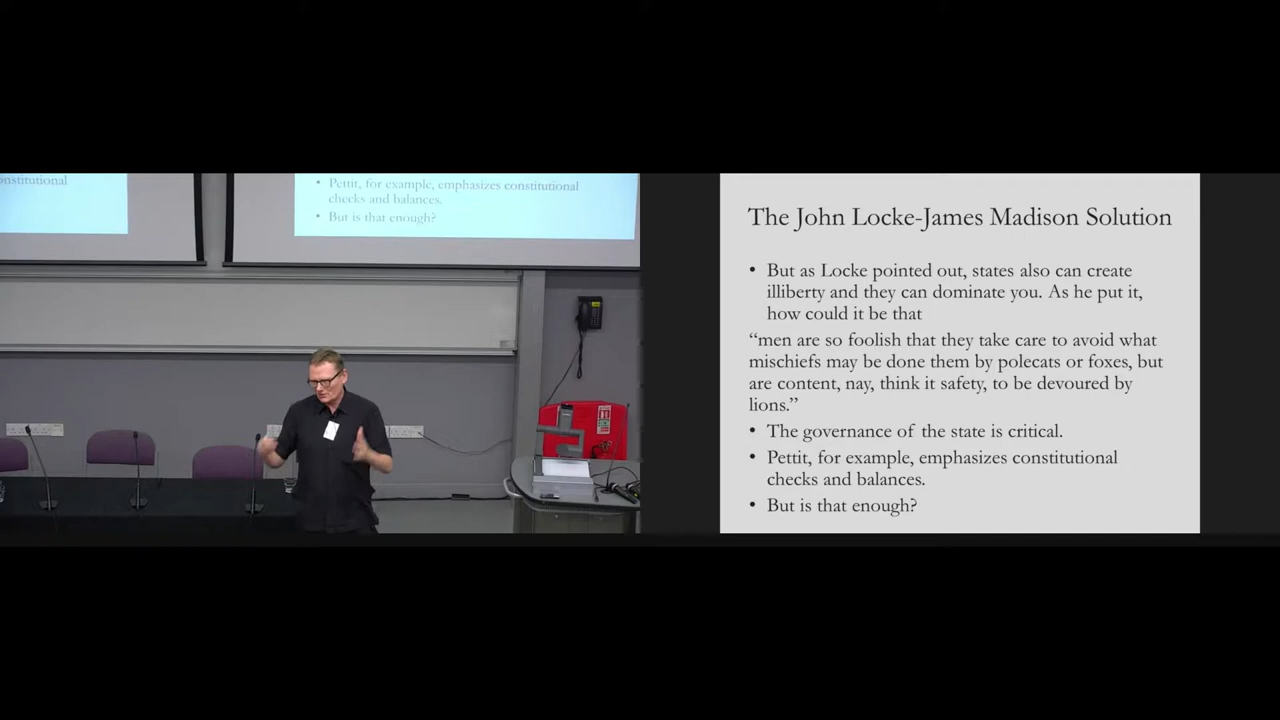 onstitutional
• Pettit, for example, emphasizes constitutional
checks and balances.
• But is that enough?
The John Locke-James Madison Solution
• But as Locke pointed out, states also can create
illiberty and they can dominate you. As he put it,
how could it be that
“men are so foolish that they take care to avoid what
mischiefs may be done them by polecats or foxes, but
are content, nay, think it safety, to be devoured by
lions.”
• The governance of the state is critical.
• Pettit, for example, emphasizes constitutional
checks and balances.
• But is that enough?